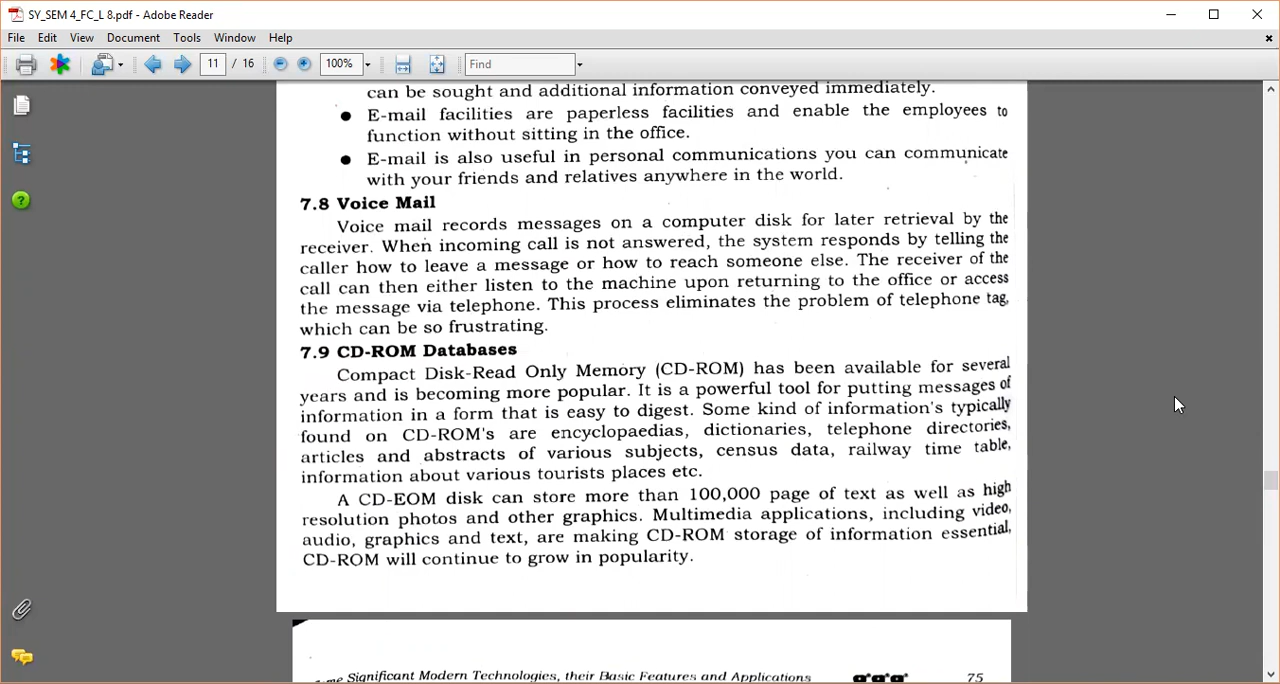 SY_SEM 4_FC_L 8.pdf - Adobe Reader
File Edit View Document Tools Window Help
11 / 16 100% Find
can be sought and additional information conveyed immediately.
● E-mail facilities are paperless facilities and enable the employees to
function without sitting in the office.
● E-mail is also useful in personal communications you can communicate
with your friends and relatives anywhere in the world.
7.8 Voice Mail
Voice mail records messages on a computer disk for later retrieval by the
receiver. When incoming call is not answered, the system responds by telling the
caller how to leave a message or how to reach someone else. The receiver of the
call can then either listen to the machine upon returning to the office or access
the message via telephone. This process eliminates the problem of telephone tag,
which can be so frustrating.
7.9 CD-ROM Databases
Compact Disk-Read Only Memory (CD-ROM) has been available for several
years and is becoming more popular. It is a powerful tool for putting messages of
information in a form that is easy to digest. Some kind of information's typically
found on CD-ROM's are encyclopaedias, dictionaries, telephone directories,
articles and abstracts of various subjects, census data, railway time table,
information about various tourists places etc.
A CD-EOM disk can store more than 100,000 page of text as well as high
resolution photos and other graphics. Multimedia applications, including video,
audio, graphics and text, are making CD-ROM storage of information essential,
CD-ROM will continue to grow in popularity.
Significant Modern Technologies, their Basic Features and Applications 75